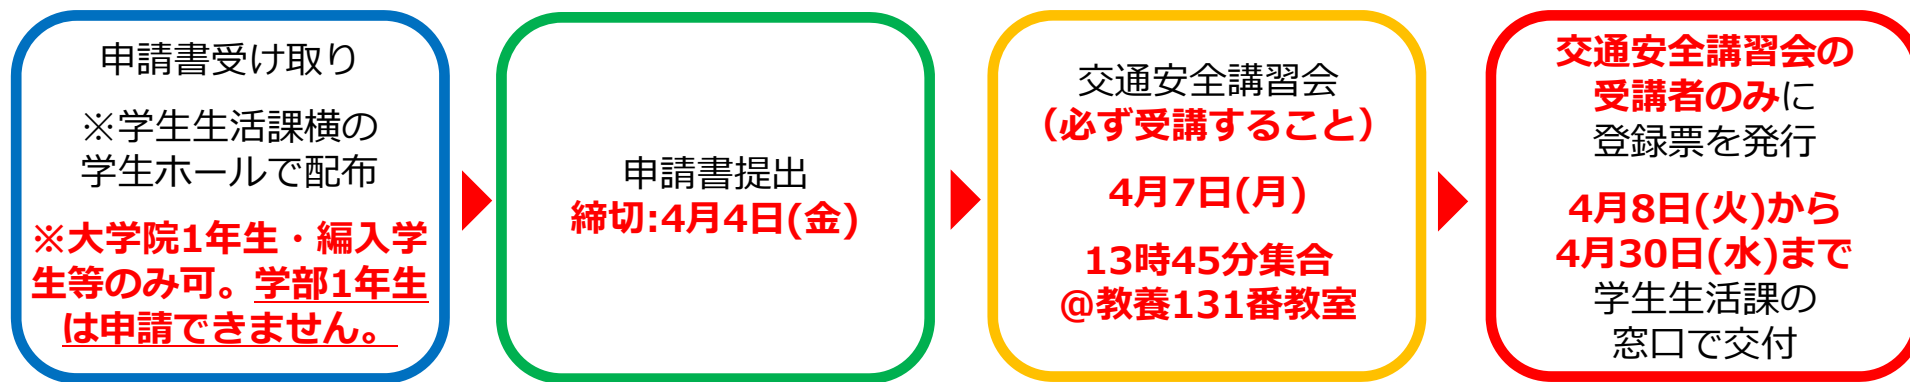 申請書受け取り
※学生生活課横の
学生ホールで配布
※大学院1年生・編入学
生等のみ可。学部1年生
は申請できません。
申請書提出
締切:4月4日(金)
交通安全講習会
（必ず受講すること）
4月7日(月)
13時45分集合
@教養131番教室
交通安全講習会の
受講者のみに
登録票を発行
4月8日(火)から
4月30日(水)まで
学生生活課の
窓口で交付